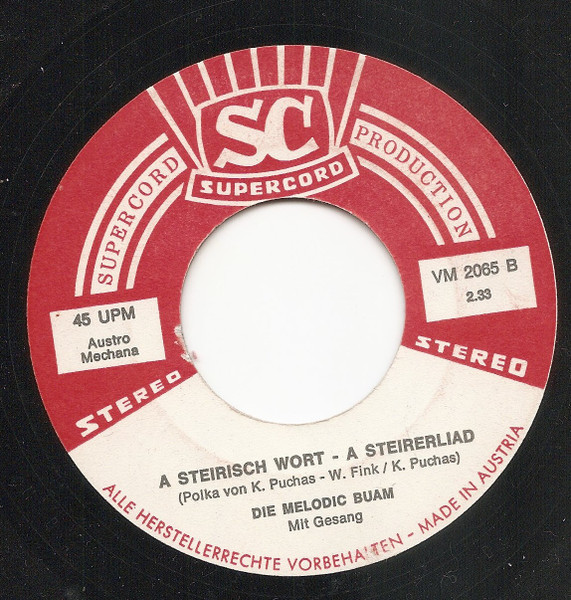 SC
SUPERCORD
SUPERCORD PRODUCTION
45 UPM
Austro
Mechana
VM 2065 B
2.33
STEREO
STEREO
A STEIRISCH WORT - A STEIRERLIAD
(Polka von K. Puchas - W. Fink / K. Puchas)
DIE MELODIC BUAM
Mit Gesang
ALLE HERSTELLERRECHTE VORBEHALTEN - MADE IN AUSTRIA